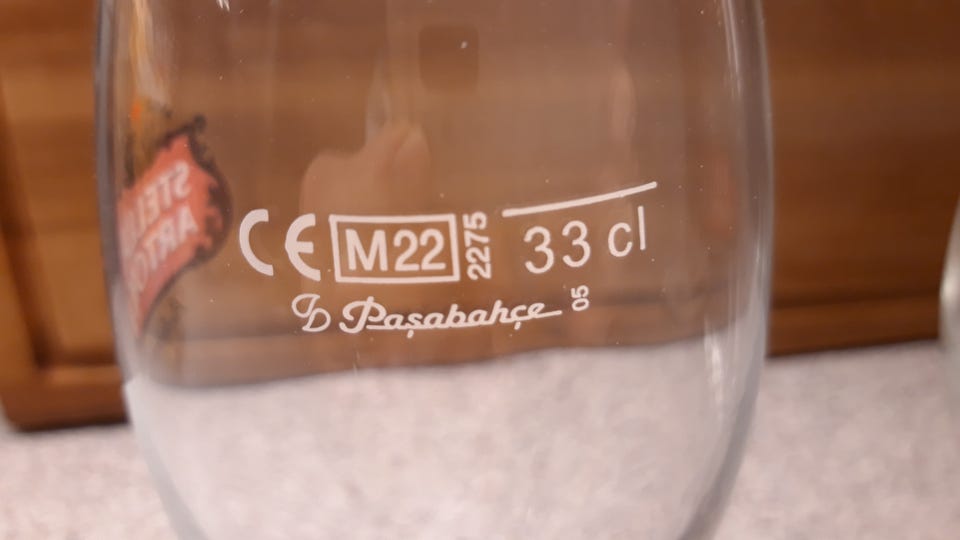 CE M22 2275 33 cl
Paşabahçe 05
STELLA
ARTOIS